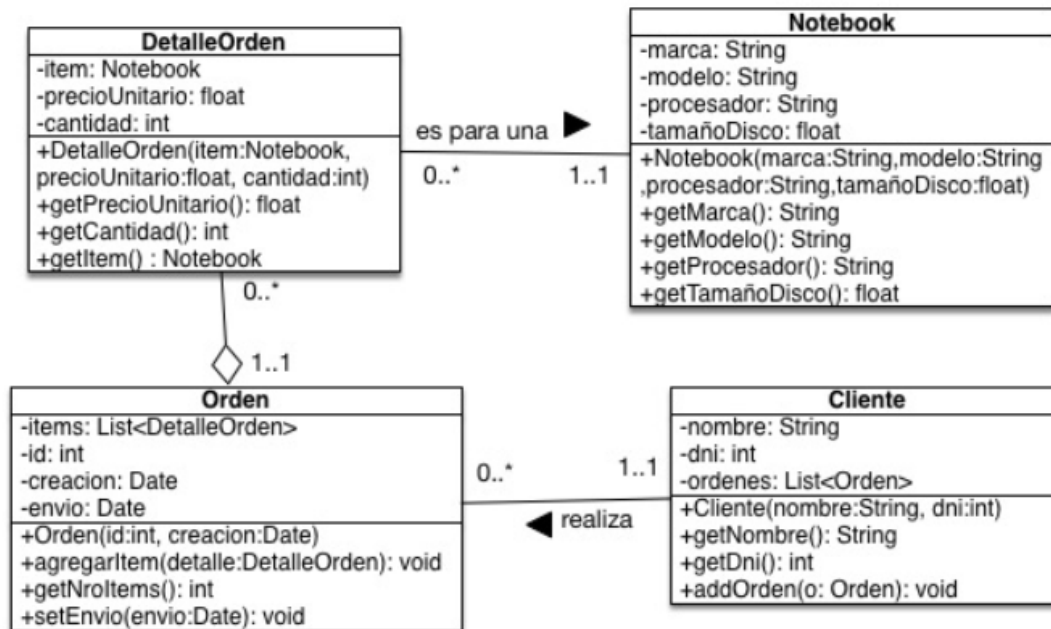 DetalleOrden
-item: Notebook
-precioUnitario: float
-cantidad: int
+DetalleOrden(item:Notebook,
precioUnitario:float, cantidad:int)
+getPrecioUnitario(): float
+getCantidad(): int
+getItem() : Notebook
es para una
0..*
1..1
Notebook
-marca: String
-modelo: String
-procesador: String
-tamañoDisco: float
+Notebook(marca:String,modelo:String
,procesador:String,tamañoDisco:float)
+getMarca(): String
+getModelo(): String
+getProcesador(): String
+getTamañoDisco(): float
0..*
1..1
Orden
-items: List<DetalleOrden>
-id: int
-creacion: Date
-envio: Date
+Orden(id:int, creacion:Date)
+agregarItem(detalle:DetalleOrden): void
+getNroItems(): int
+setEnvio(envio:Date): void
0..*
1..1
realiza
Cliente
-nombre: String
-dni: int
-ordenes: List<Orden>
+Cliente(nombre:String, dni:int)
+getNombre(): String
+getDni(): int
+addOrden(o: Orden): void